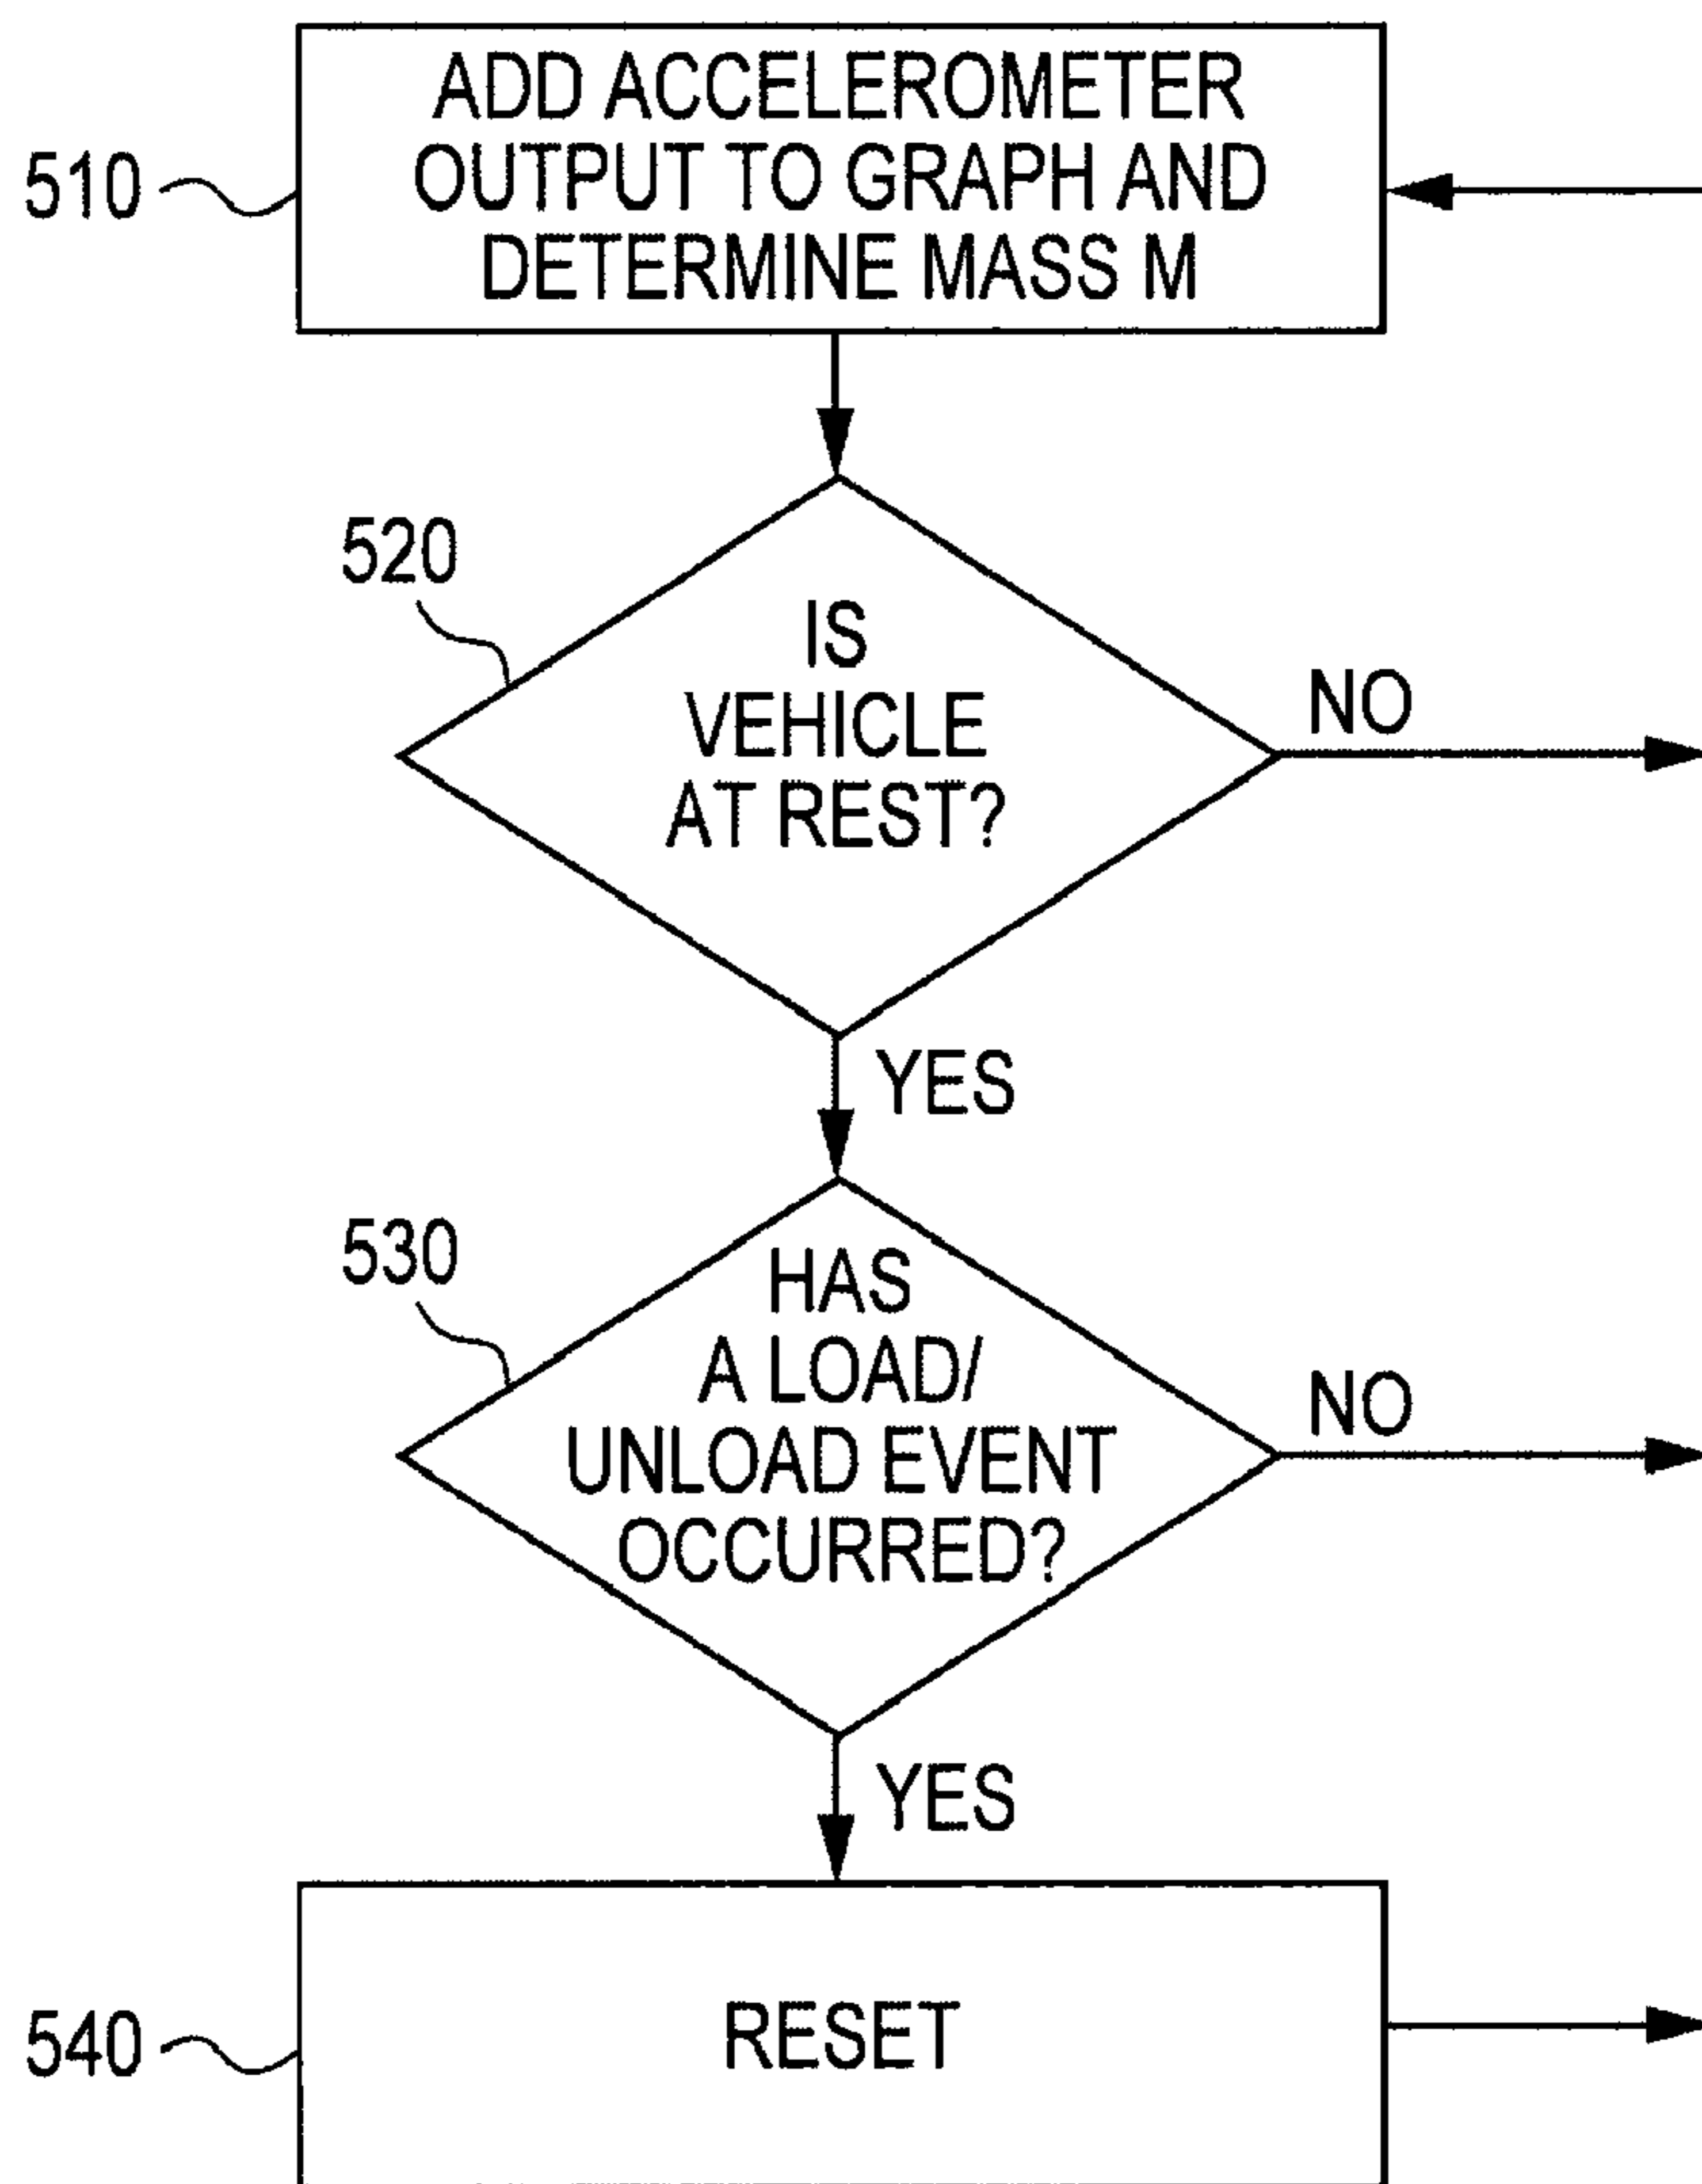 ADD ACCELEROMETER
OUTPUT TO GRAPH AND
DETERMINE MASS M
510
520
IS
VEHICLE
AT REST?
NO
YES
530
HAS
A LOAD/
UNLOAD EVENT
OCCURRED?
NO
YES
540
RESET